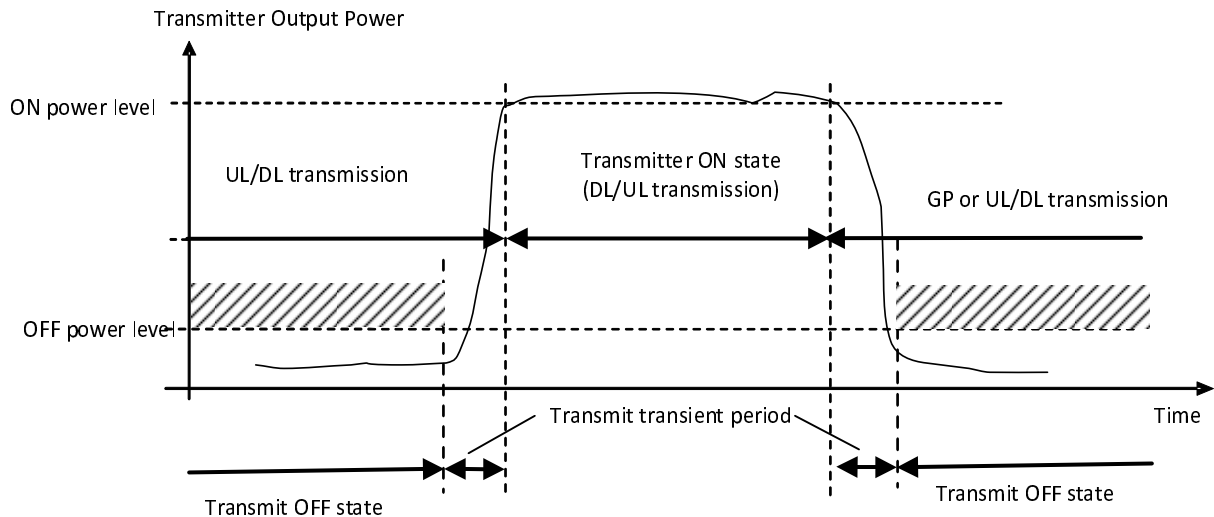 Transmitter Output Power
ON power level
UL/DL transmission
Transmitter ON state
(DL/UL transmission)
GP or UL/DL transmission
OFF power level
Transmit transient period
Time
Transmit OFF state
Transmit OFF state